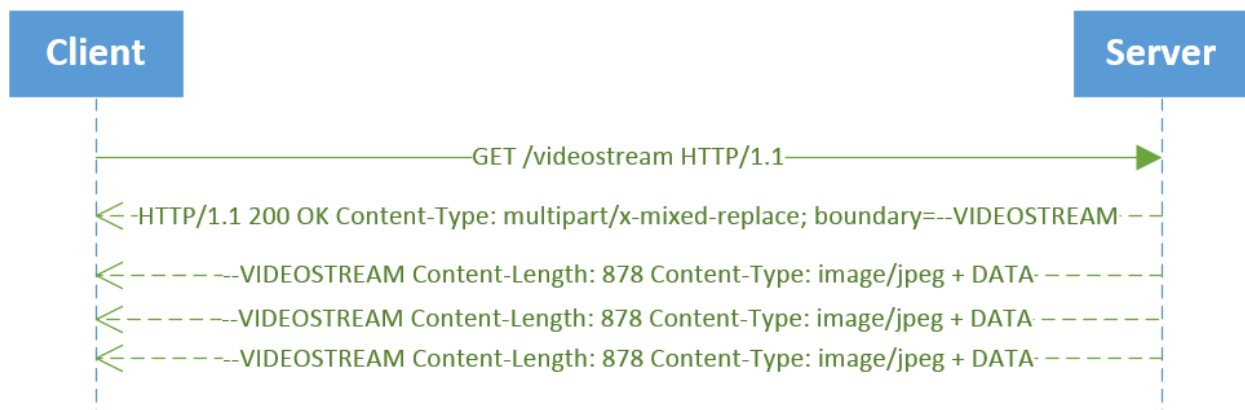 Client
Server
GET /videostream HTTP/1.1
HTTP/1.1 200 OK Content-Type: multipart/x-mixed-replace; boundary=--VIDEOSTREAM
--VIDEOSTREAM Content-Length: 878 Content-Type: image/jpeg + DATA
--VIDEOSTREAM Content-Length: 878 Content-Type: image/jpeg + DATA
--VIDEOSTREAM Content-Length: 878 Content-Type: image/jpeg + DATA